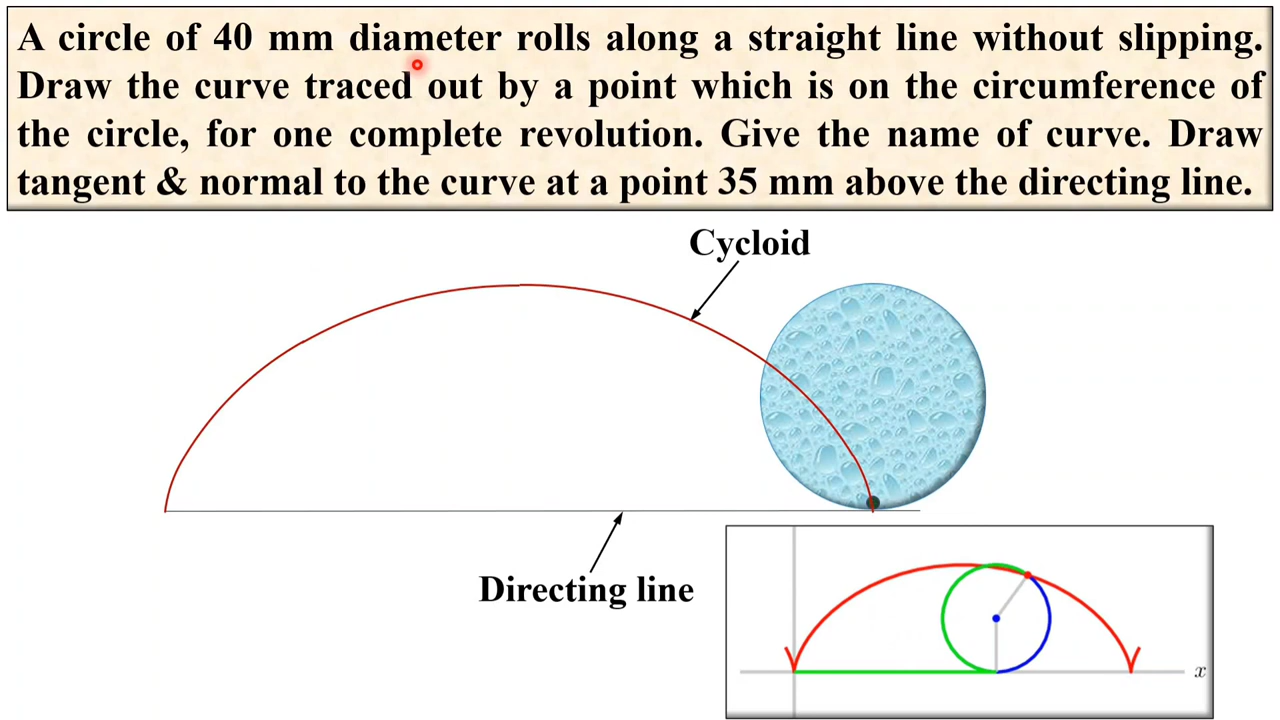 A circle of 40 mm diameter rolls along a straight line without slipping.
Draw the curve traced out by a point which is on the circumference of
the circle, for one complete revolution. Give the name of curve. Draw
tangent & normal to the curve at a point 35 mm above the directing line.
Cycloid
Directing line
x